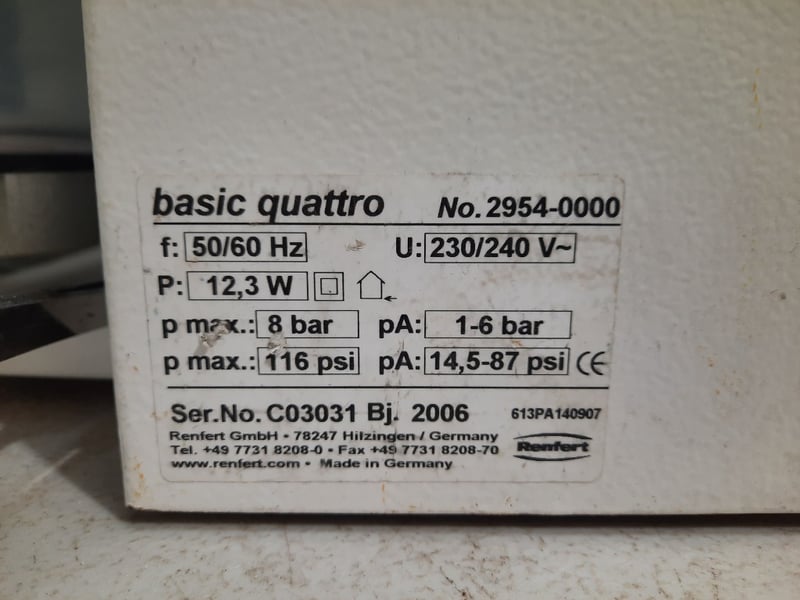 basic quattro No. 2954-0000
f: 50/60 Hz U: 230/240 V~
P: 12,3 W
p max.: 8 bar pA: 1-6 bar
p max.: 116 psi pA: 14,5-87 psi CE
Ser.No. C03031 Bj. 2006 613PA140907
Renfert GmbH • 78247 Hilzingen / Germany
Tel. +49 7731 8208-0 • Fax +49 7731 8208-70
www.renfert.com • Made in Germany
Renfert